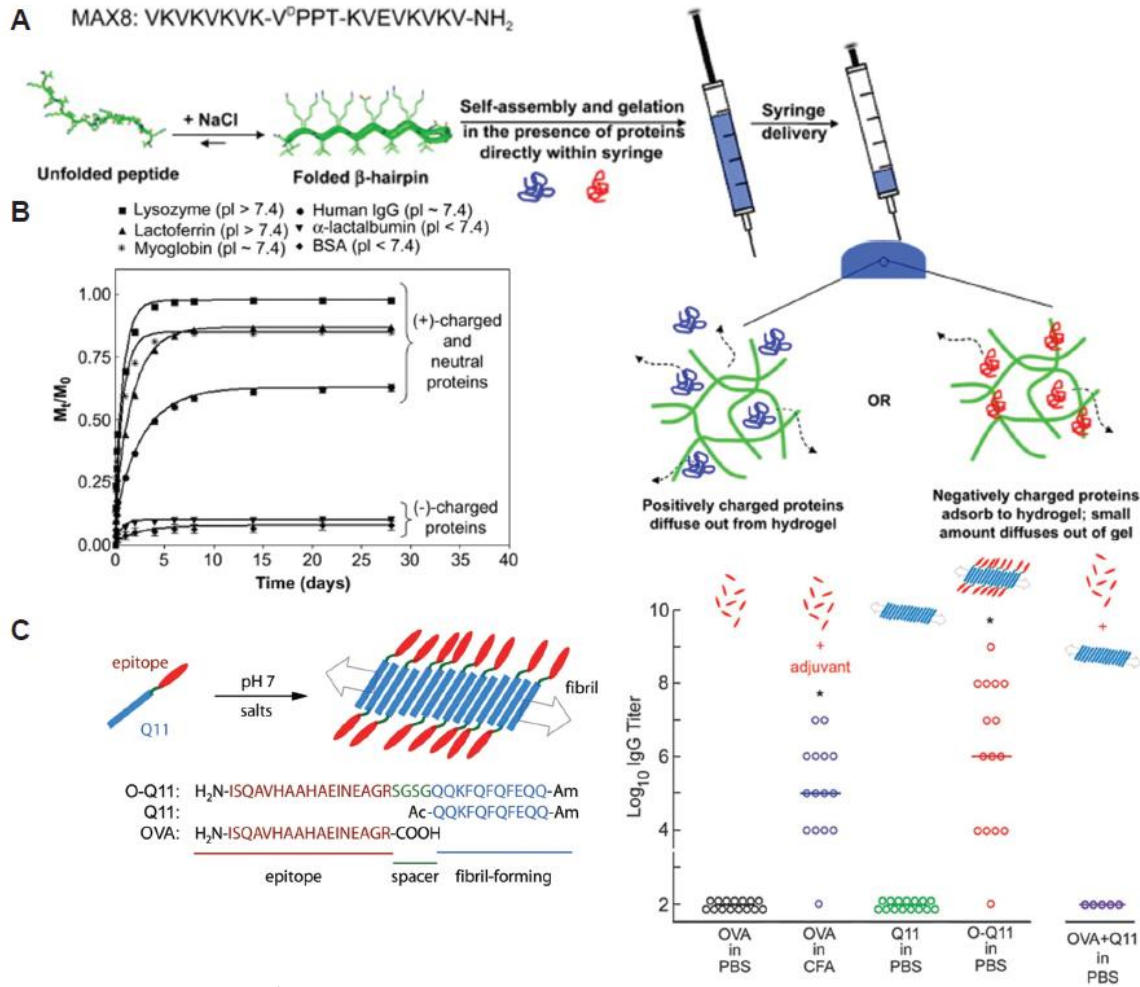 A
MAX8: VKVKVKVK-VᴰPPT-KVEVKVKV-NH₂
+ NaCl
Unfolded peptide
Folded β-hairpin
Self-assembly and gelation
in the presence of proteins
directly within syringe
Syringe
delivery
B
Lysozyme (pI > 7.4)
Lactoferrin (pI > 7.4)
Myoglobin (pI ~ 7.4)
Human IgG (pI ~ 7.4)
α-lactalbumin (pI < 7.4)
BSA (pI < 7.4)
1.00
0.75
0.50
0.25
0.00
Mt/M0
0
5
10
15
20
25
30
35
40
Time (days)
(+)-charged
and
neutral
proteins
(-)-charged
proteins
OR
Positively charged proteins
diffuse out from hydrogel
Negatively charged proteins
adsorb to hydrogel; small
amount diffuses out of gel
C
epitope
Q11
pH 7
salts
fibril
O-Q11: H₂N-ISQAVHAAHAEINEAGRSGSGQQKFQFQFEQQ-Am
Q11: Ac-QQKFQFQFEQQ-Am
OVA: H₂N-ISQAVHAAHAEINEAGR-COOH
epitope
spacer
fibril-forming
10
8
6
4
2
Log₁₀ IgG Titer
+
adjuvant
*
*
+
OVA
in
PBS
OVA
in
CFA
Q11
in
PBS
O-Q11
in
PBS
OVA+Q11
in
PBS